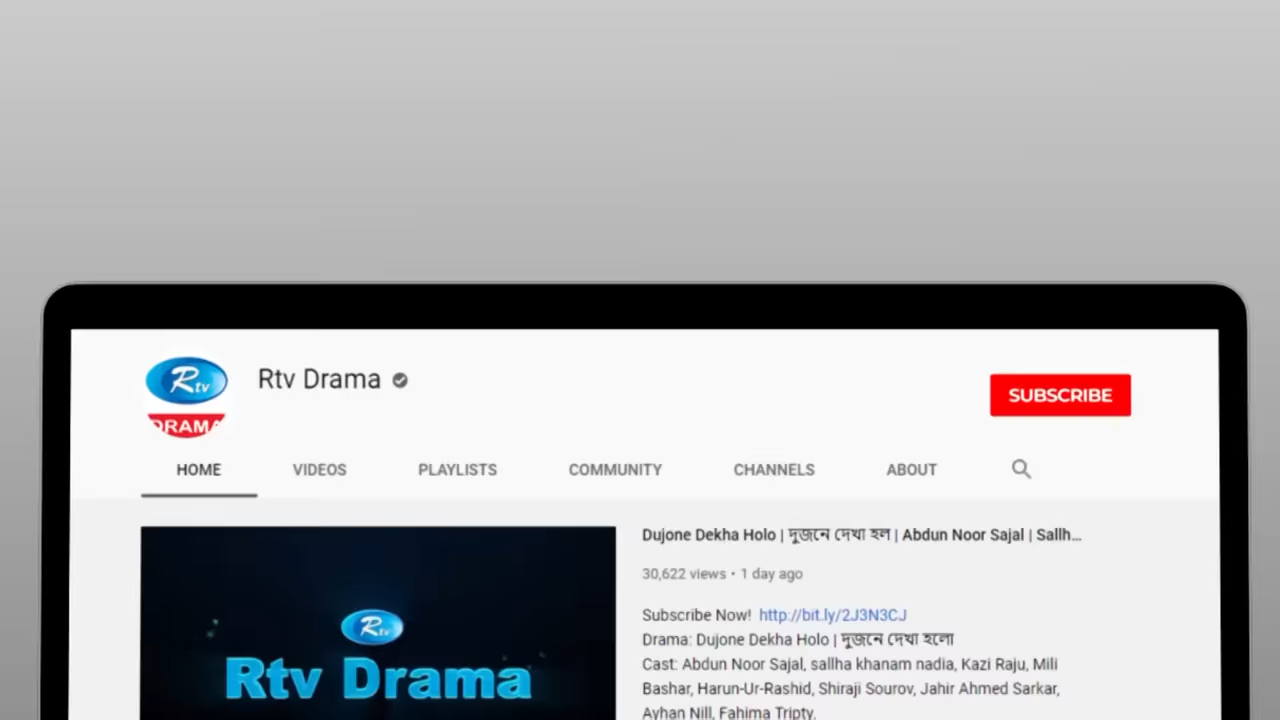 Rtv
DRAMA
Rtv Drama
SUBSCRIBE
HOME VIDEOS PLAYLISTS COMMUNITY CHANNELS ABOUT
Dujone Dekha Holo | দুজনে দেখা হল | Abdun Noor Sajal | Sallh...
30,622 views • 1 day ago
Subscribe Now! http://bit.ly/2J3N3CJ
Drama: Dujone Dekha Holo | দুজনে দেখা হলো
Cast: Abdun Noor Sajal, sallha khanam nadia, Kazi Raju, Mili
Bashar, Harun-Ur-Rashid, Shiraji Sourov, Jahir Ahmed Sarkar,
Ayhan Nill, Fahima Tripty.
Rtv
Rtv Drama